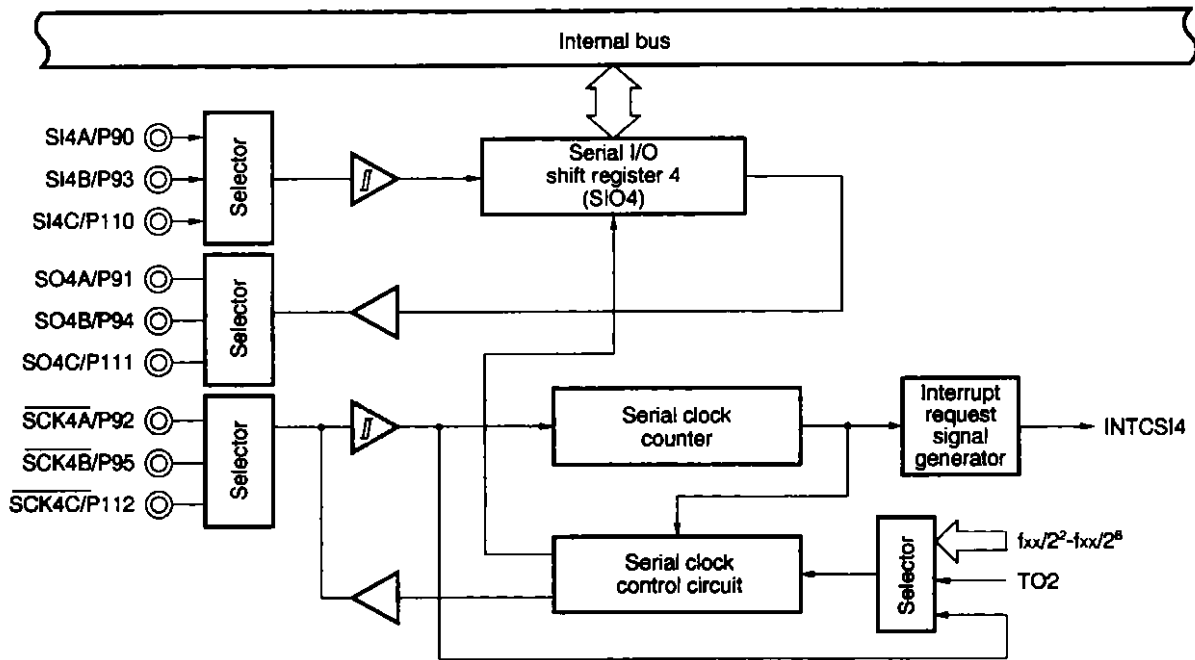 Internal bus
SI4A/P90
SI4B/P93
SI4C/P110
Selector
Serial I/O
shift register 4
(SIO4)
SO4A/P91
SO4B/P94
SO4C/P111
Selector
SCK4A/P92
SCK4B/P95
SCK4C/P112
Selector
Serial clock
counter
Interrupt
request
signal
generator
INTCSI4
Serial clock
control circuit
Selector
fxx/2²-fxx/2⁸
TO2